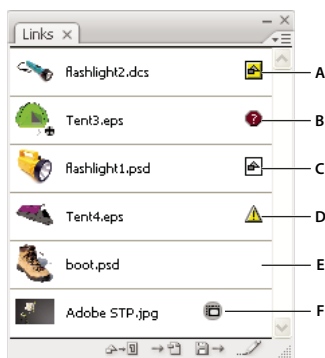 Links
flashlight2.dcs A
Tent3.eps B
flashlight1.psd C
Tent4.eps D
boot.psd E
Adobe STP.jpg F